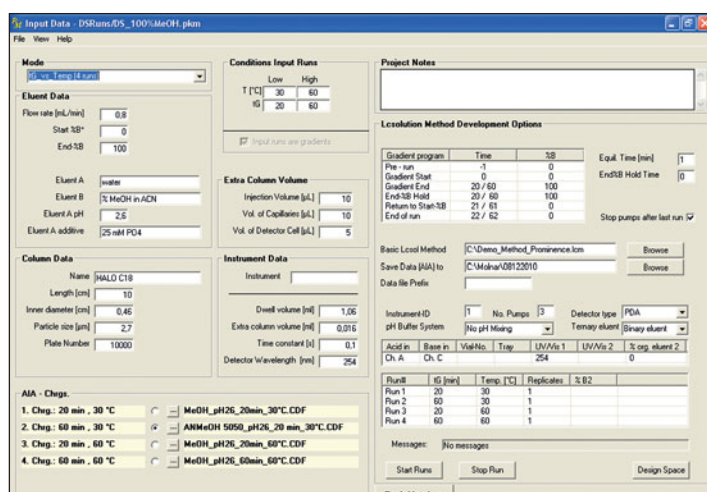 Input Data - DSRuns/DS_100%MeOH.pkm
File View Help
Mode
tG_vs_Temp (4 runs)
Eluent Data
Flow rate [mL/min] 0,8
Start %B* 0
End-%B 100
Eluent A water
Eluent B % MeOH in ACN
Eluent A pH 2,6
Eluent A additive 25 mM PO4
Column Data
Name HALO C18
Length [cm] 10
Inner diameter [cm] 0,46
Particle size [µm] 2,7
Plate Number 10000
Conditions Input Runs
Low High
T [°C] 30 60
tG 20 60
Input runs are gradients
Extra Column Volume
Injection Volume [µL] 10
Vol. of Capillaries [µL] 10
Vol. of Detector Cell [µL] 5
Instrument Data
Instrument
Dwell volume [ml] 1,06
Extra column volume [ml] 0,016
Time constant [s] 0,1
Detector Wavelength [nm] 254
AIA - Chrgs.
1. Chrg.: 20 min , 30 °C ... MeOH_pH26_20min_30°C.CDF
2. Chrg.: 60 min , 30 °C ... ANMeOH 5050_pH26_20 min_30°C.CDF
3. Chrg.: 20 min , 60 °C ... MeOH_pH26_20min_60°C.CDF
4. Chrg.: 60 min , 60 °C ... MeOH_pH26_60min_60°C.CDF
Project Notes
Lcsolution Method Development Options
Gradient program Time %B
Pre - run -1 0
Gradient Start 0 0
Gradient End 20 / 60 100
End-%B Hold 20 / 60 100
Return to Start-%B 21 / 61 0
End of run 22 / 62 0
Equil. Time [min] 1
End%B Hold Time 0
Stop pumps after last run
Basic Lcsol Method C:\Demo_Method_Prominence.lcm Browse
Save Data (AIA) to C:\Molnar\08122010 Browse
Data file Prefix
Instrument-ID 1 No. Pumps 3 Detector type PDA
pH Buffer System No pH Mixing Ternary eluent Binary eluent
Acid in Base in Vial-No. Tray UV/Vis 1 UV/Vis 2 % org. eluent 2
Ch. A Ch. C 254 0
Run# tG [min] Temp. [°C] Replicates % B2
Run 1 20 30 1
Run 2 60 30 1
Run 3 20 60 1
Run 4 60 60 1
Messages: No messages
Start Runs Stop Run Design Space